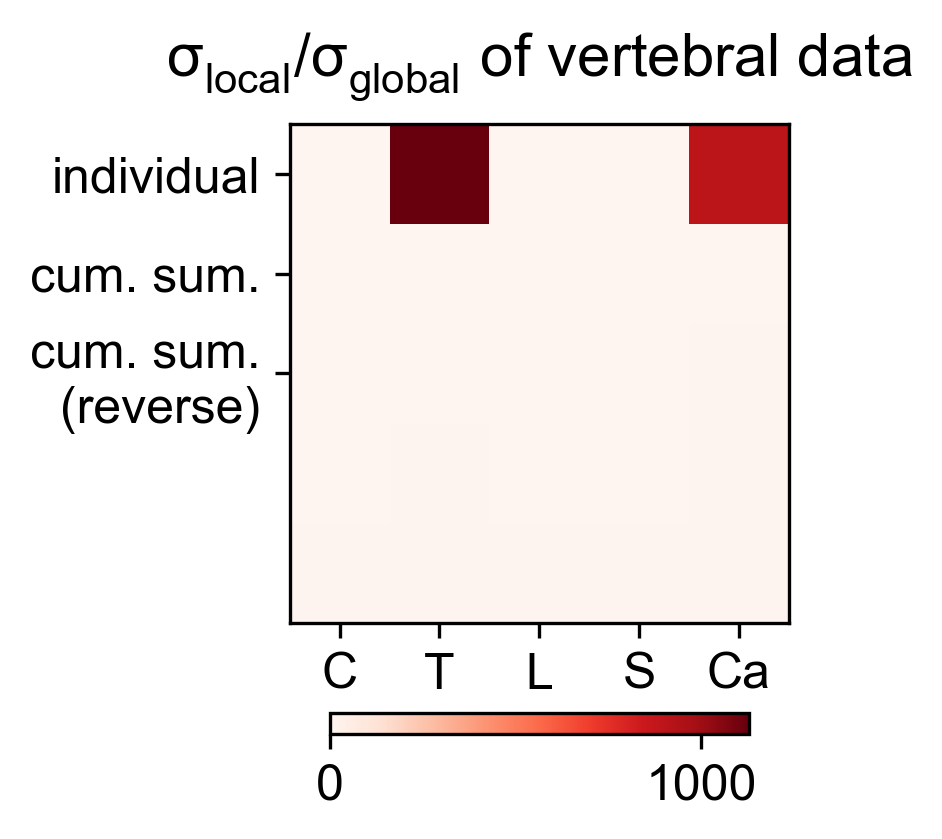 σlocal/σglobal of vertebral data
individual
cum. sum.
cum. sum.
(reverse)
C T L S Ca
0 1000